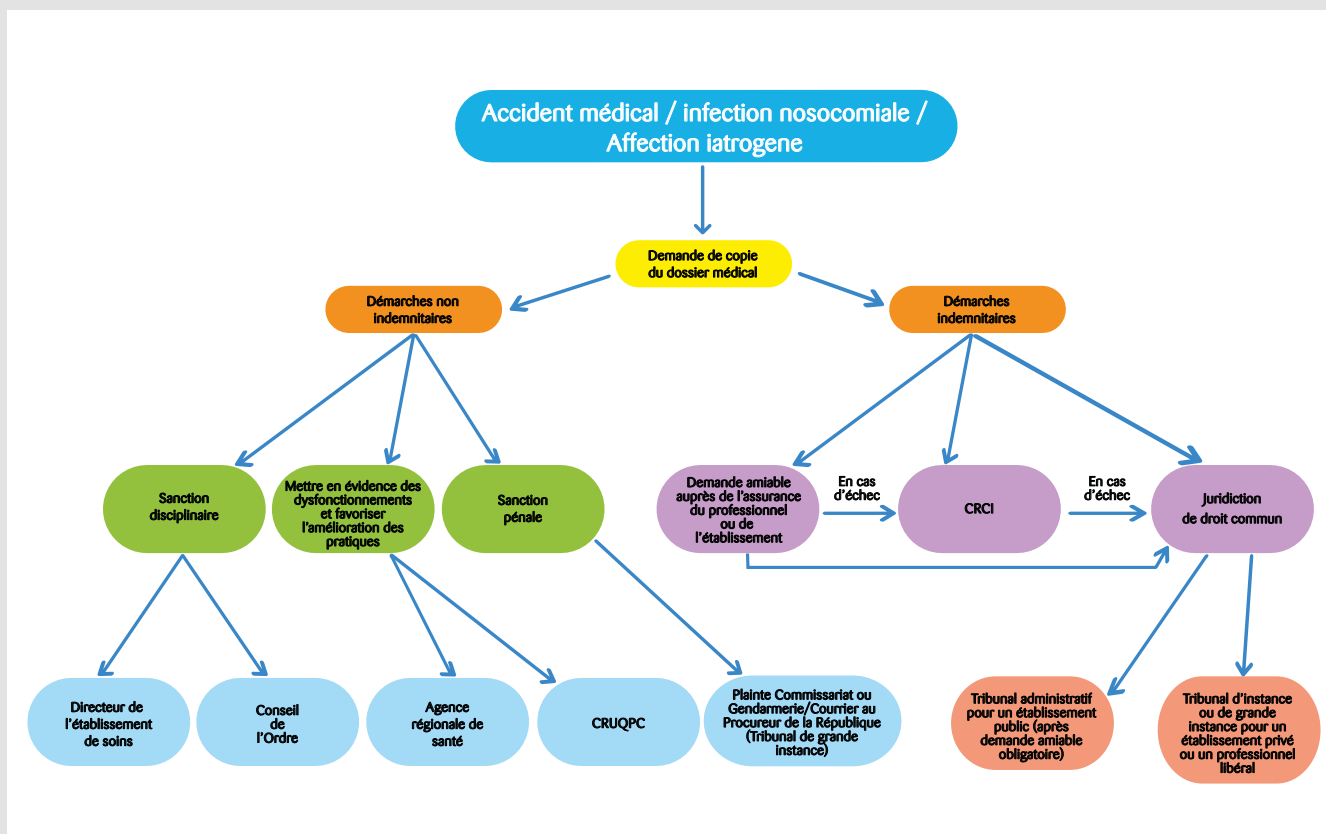 Accident médical / infection nosocomiale /
Affection iatrogene
Demande de copie
du dossier médical
Démarches non
indemnitaires
Démarches
indemnitaires
Sanction
disciplinaire
Mettre en évidence des
dysfonctionnements
et favoriser
l'amélioration des
pratiques
Sanction
pénale
Demande amiable
auprès de l'assurance
du professionnel
ou de
l'établissement
En cas
d'échec
CRCI
En cas
d'échec
Juridiction
de droit commun
Directeur de
l'établissement
de soins
Conseil
de
l'Ordre
Agence
régionale de
santé
CRUQPC
Plainte Commissariat ou
Gendarmerie/Courrier au
Procureur de la République
(Tribunal de grande
instance)
Tribunal administratif
pour un établissement
public (après
demande amiable
obligatoire)
Tribunal d'instance
ou de grande
instance pour un
établissement privé
ou un professionnel
libéral